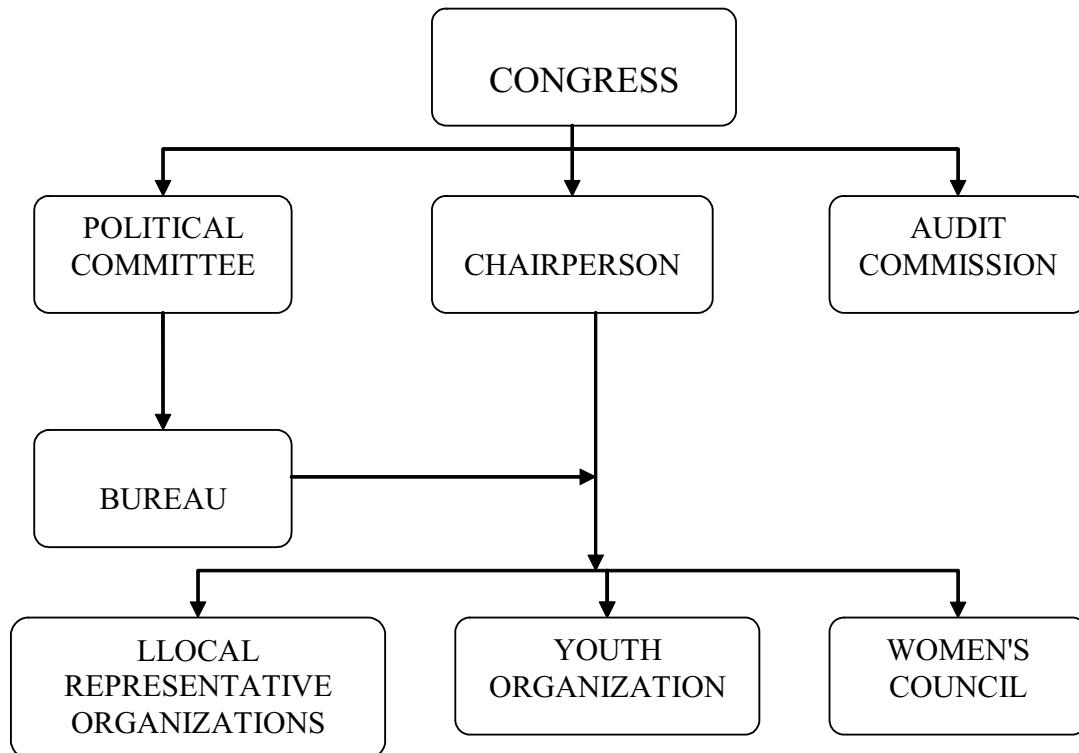 CONGRESS
POLITICAL
COMMITTEE
CHAIRPERSON
AUDIT
COMMISSION
BUREAU
LLOCAL
REPRESENTATIVE
ORGANIZATIONS
YOUTH
ORGANIZATION
WOMEN'S
COUNCIL